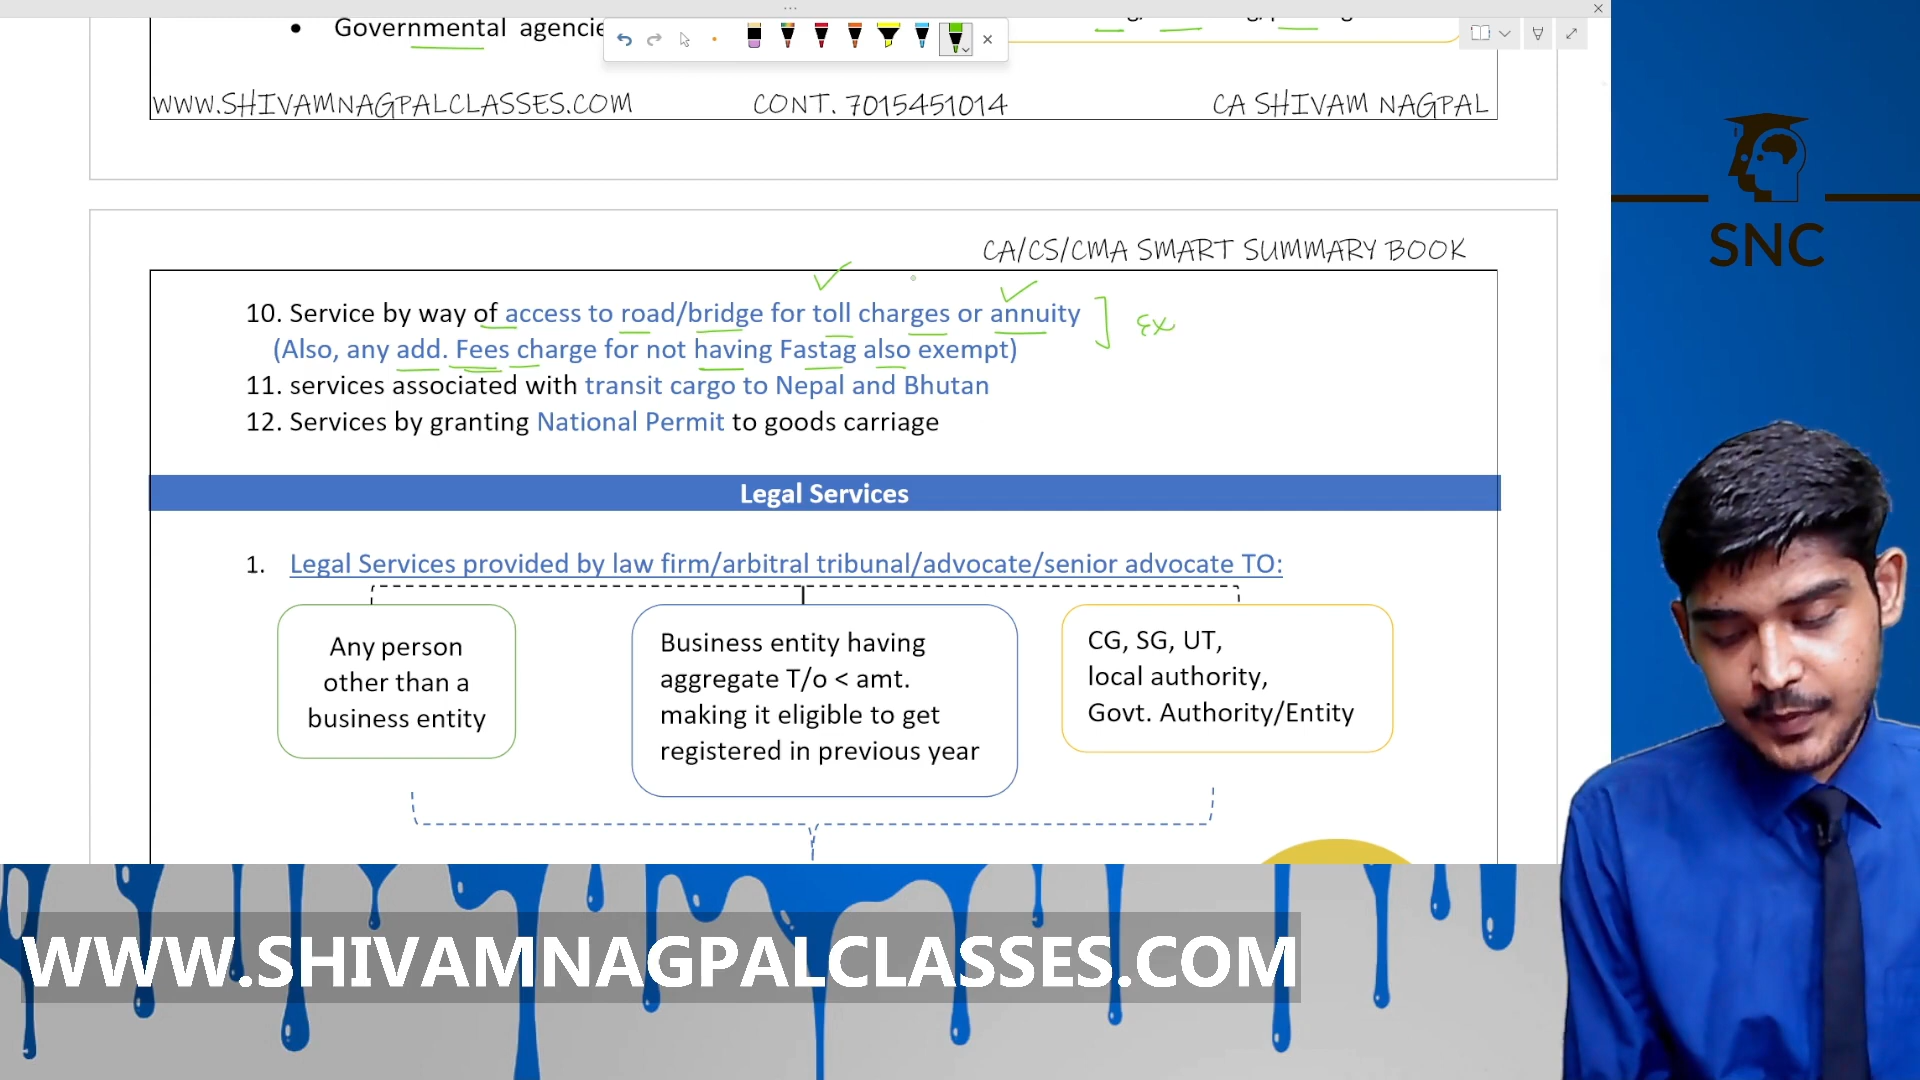 Governmental agencie
WWW.SHIVAMNAGPALCLASSES.COM CONT. 7015451014 CA SHIVAM NAGPAL
CA/CS/CMA SMART SUMMARY BOOK
SNC
10. Service by way of access to road/bridge for toll charges or annuity
(Also, any add. Fees charge for not having Fastag also exempt)
Ex
11. services associated with transit cargo to Nepal and Bhutan
12. Services by granting National Permit to goods carriage
Legal Services
1. Legal Services provided by law firm/arbitral tribunal/advocate/senior advocate TO:
Any person
other than a
business entity
Business entity having
aggregate T/o < amt.
making it eligible to get
registered in previous year
CG, SG, UT,
local authority,
Govt. Authority/Entity
WWW.SHIVAMNAGPALCLASSES.COM